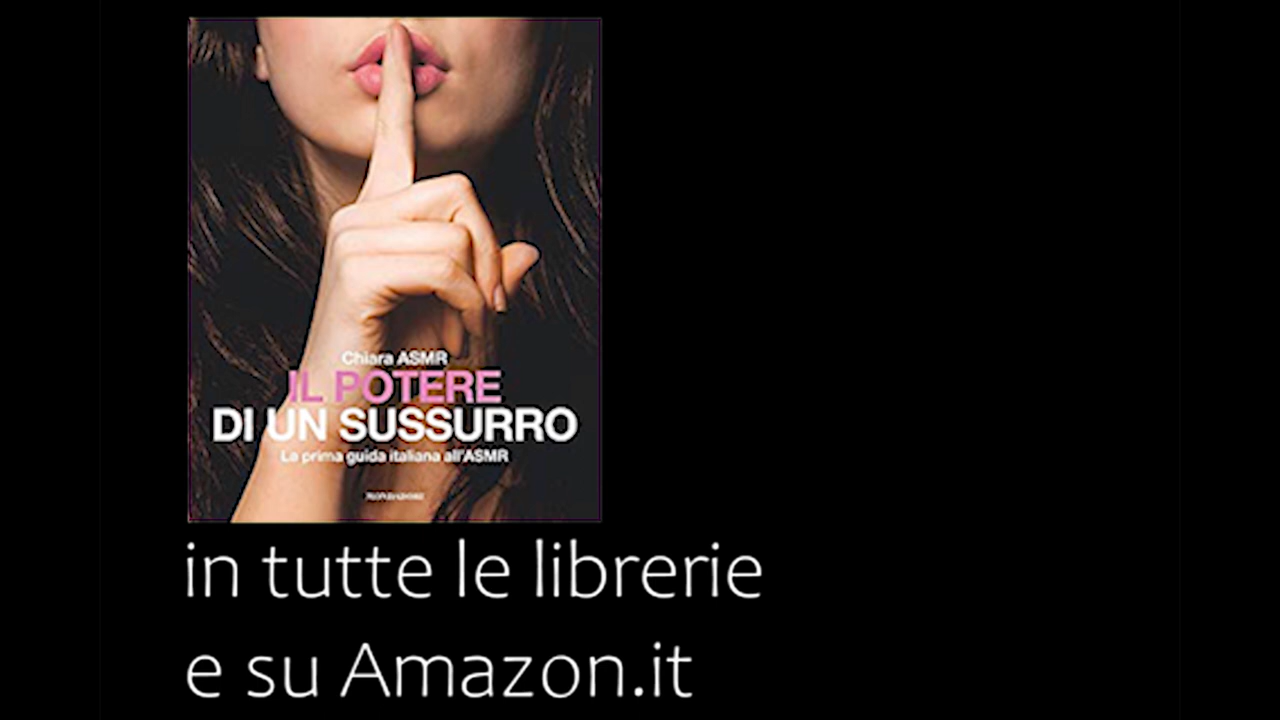 Chiara ASMR
IL POTERE
DI UN SUSSURRO
La prima guida italiana all'ASMR
in tutte le librerie
e su Amazon.it